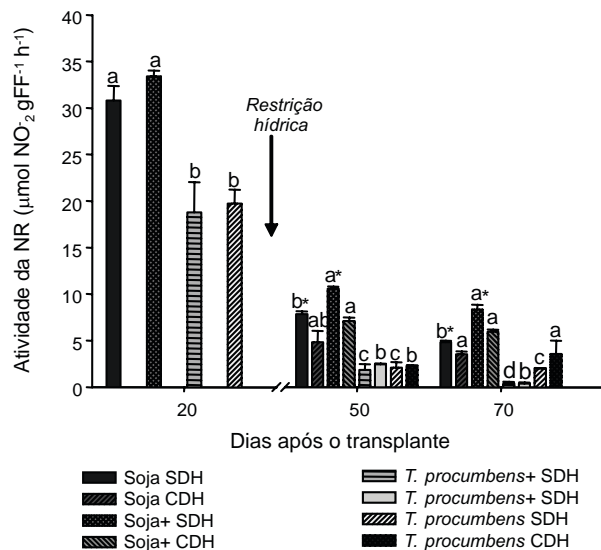 Atividade da NR (μmol NO⁻₂ gFF⁻¹ h⁻¹)
40
35
30
25
20
15
10
5
0
a
a
b
b
Restrição
hídrica
b*
ab
a*
a
c
b
c
b
b*
a
a*
a
d
b
c
a
20
50
70
Dias após o transplante
Soja SDH
Soja CDH
Soja+ SDH
Soja+ CDH
T. procumbens+ SDH
T. procumbens+ SDH
T. procumbens SDH
T. procumbens CDH